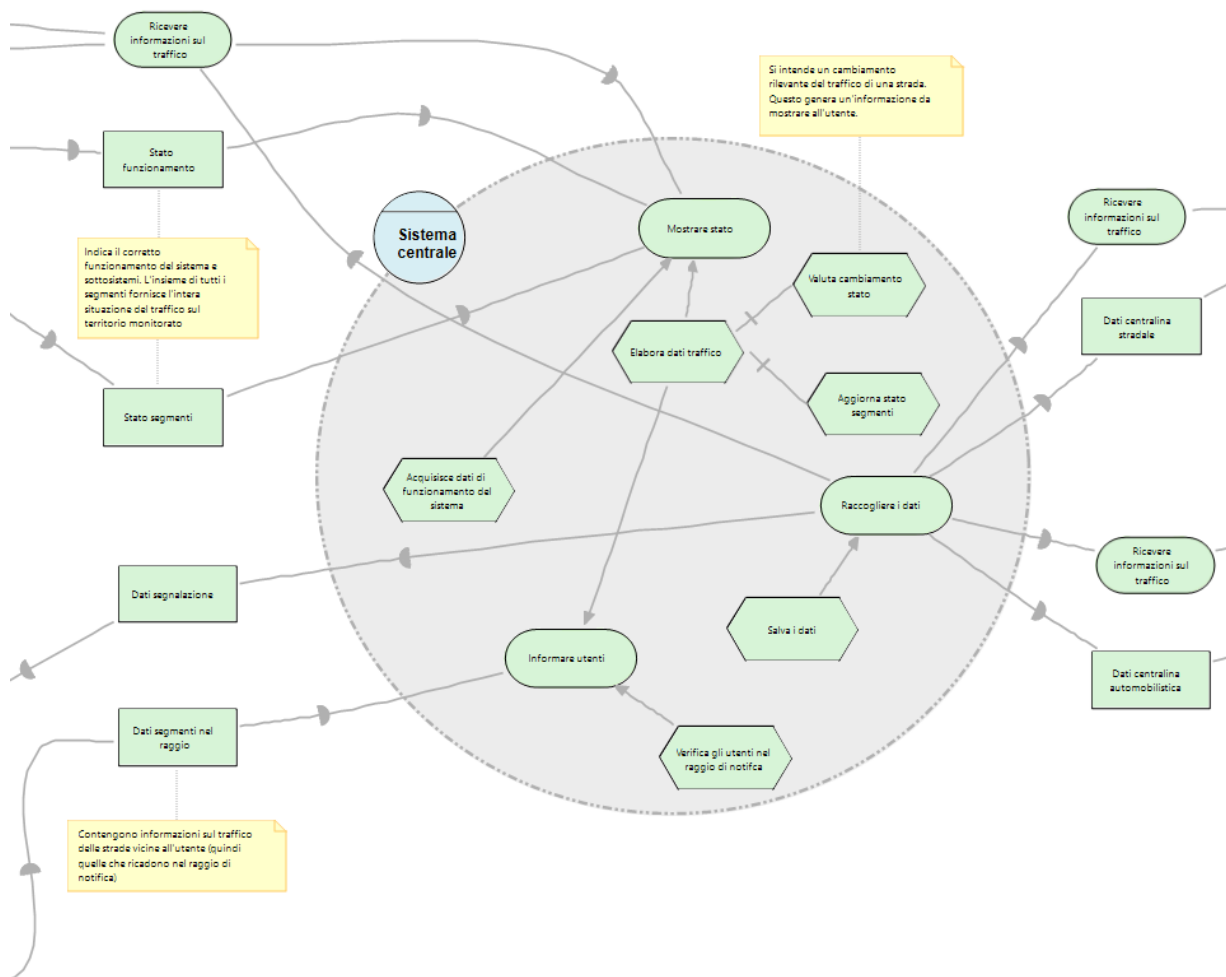 Ricevere
informazioni sul
traffico
Si intende un cambiamento
rilevante del traffico di una strada.
Questo genera un'informazione da
mostrare all'utente.
Stato
funzionamento
Sistema
centrale
Mostrare stato
Ricevere
informazioni sul
traffico
Indica il corretto
funzionamento del sistema e
sottosistemi. L'insieme di tutti i
segmenti fornisce l'intera
situazione del traffico sul
territorio monitorato
Valuta cambiamento
stato
Dati centralina
stradale
Elabora dati traffico
Stato segmenti
Aggiorna stato
segmenti
Acquisisce dati di
funzionamento del
sistema
Raccogliere i dati
Ricevere
informazioni sul
traffico
Dati segnalazione
Salva i dati
Informare utenti
Dati centralina
automobilistica
Dati segmenti nel
raggio
Verifica gli utenti nel
raggio di notifca
Contengono informazioni sul traffico
delle strade vicine all'utente (quindi
quelle che ricadono nel raggio di
notifica)